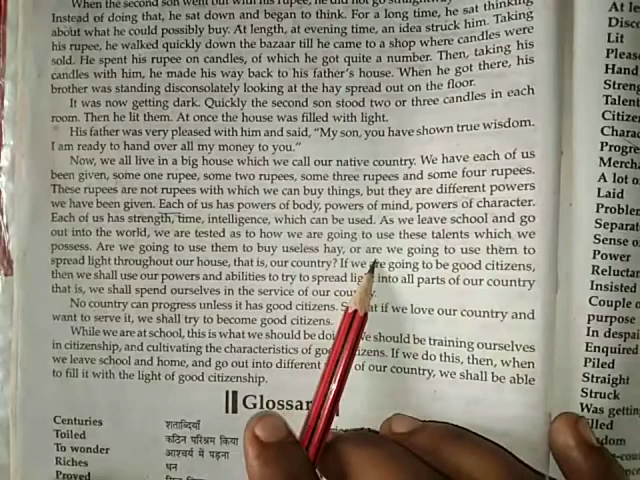 When the second son went out with his rupee, he did not go
Instead of doing that, he sat down and began to think. For a long time, he sat thinking
about what he could possibly buy. At length, at evening time, an idea struck him. Taking
his rupee, he walked quickly down the bazaar till he came to a shop where candles were
sold. He spent his rupee on candles, of which he got quite a number. Then, taking his
candles with him, he made his way back to his father's house. When he got there, his
brother was standing disconsolately looking at the hay spread out on the floor.
It was now getting dark. Quickly the second son stood two or three candles in each
room. Then he lit them. At once the house was filled with light.
His father was very pleased with him and said, "My son, you have shown true wisdom.
I am ready to hand over all my money to you."
Now, we all live in a big house which we call our native country. We have each of us
been given, some one rupee, some two rupees, some three rupees and some four rupees.
These rupees are not rupees with which we can buy things, but they are different powers
we have been given. Each of us has powers of body, powers of mind, powers of character.
Each of us has strength, time, intelligence, which can be used. As we leave school and go
out into the world, we are tested as to how we are going to use these talents which we
possess. Are we going to use them to buy useless hay, or are we going to use them to
spread light throughout our house, that is, our country? If we are going to be good citizens,
then we shall use our powers and abilities to try to spread into all parts of our country
that is, we shall spend ourselves in the service of our
No country can progress unless it has good citizens. if we love our country and
want to serve it, we shall try to become good citizens.
While we are at school, this is what we should be should be training ourselves
in citizenship, and cultivating the characteristics of If we do this, then, when
we leave school and home, and go out into different of our country, we shall be able
to fill it with the light of good citizenship.
Glossar
Centuries शताब्दियाँ
Toiled कठिन परिश्रम किया
To wonder आश्चर्य में पड़ना
Riches धन
Proved
At le
Disco
Lit
Pleas
Hand
Streng
Talent
Citize
Chara
Progre
Merch
A lot o
Laid
Probler
Separat
Sense o
Power
Reluctar
Insisted
Couple o
purpose
In despai
Enquired
Piled
Straight
Struck
Was gettin